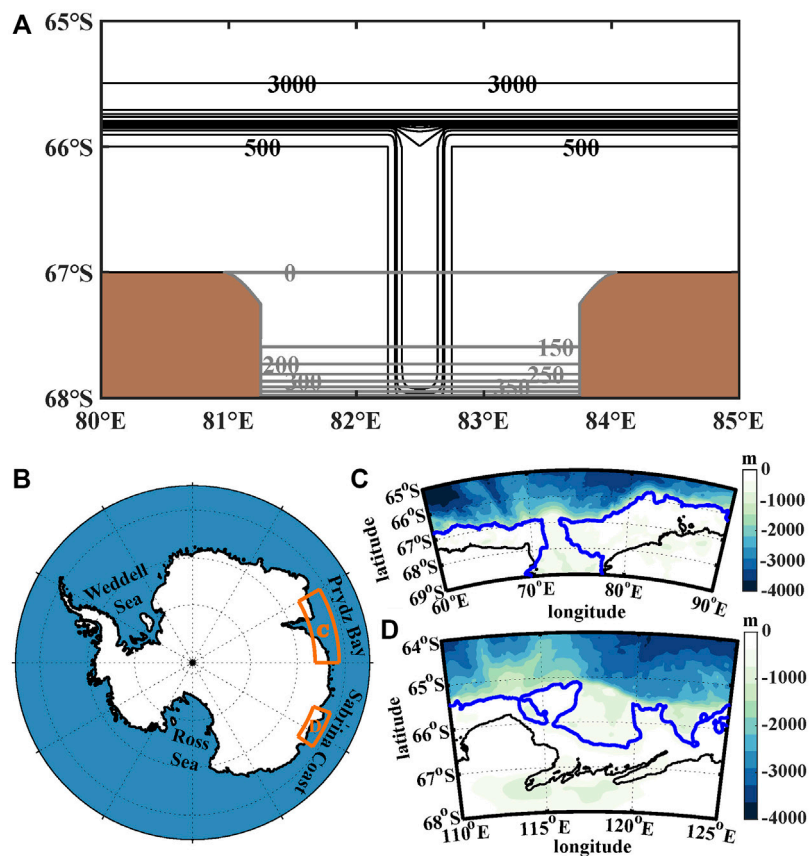 A
65°S
3000 3000
66°S
500 500
67°S
0
150
200
250
300
350
68°S
80°E 81°E 82°E 83°E 84°E 85°E
B
Weddell
Sea
Prydz Bay
C
Ross
Sea
D
Sabrina Coast
C
m
65°S
66°S
67°S
68°S
69°S
latitude
60°E 70°E 80°E 90°E
longitude
0
-1000
-2000
-3000
-4000
D
m
64°S
65°S
66°S
67°S
68°S
latitude
110°E 115°E 120°E 125°E
longitude
0
-1000
-2000
-3000
-4000